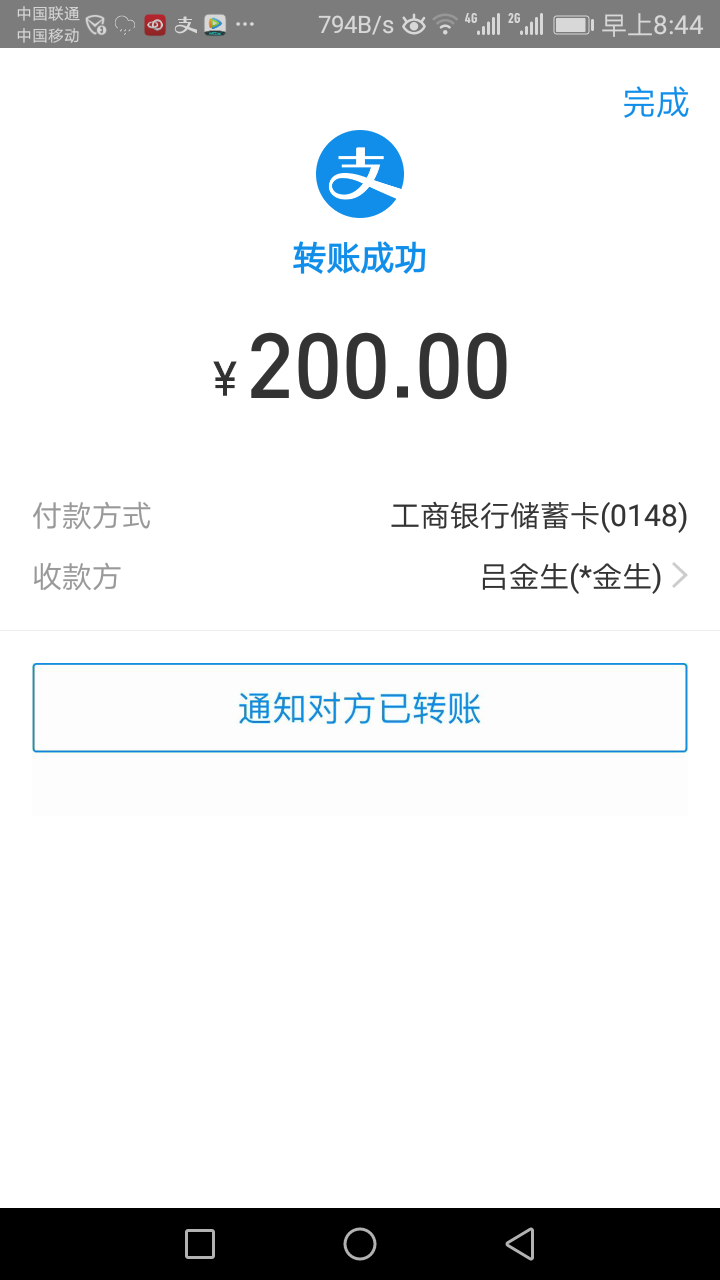 中国联通
中国移动
794B/s
4G
2G
早上8:44
完成
支
转账成功
¥200.00
付款方式 工商银行储蓄卡(0148)
收款方 吕金生(*金生)
通知对方已转账